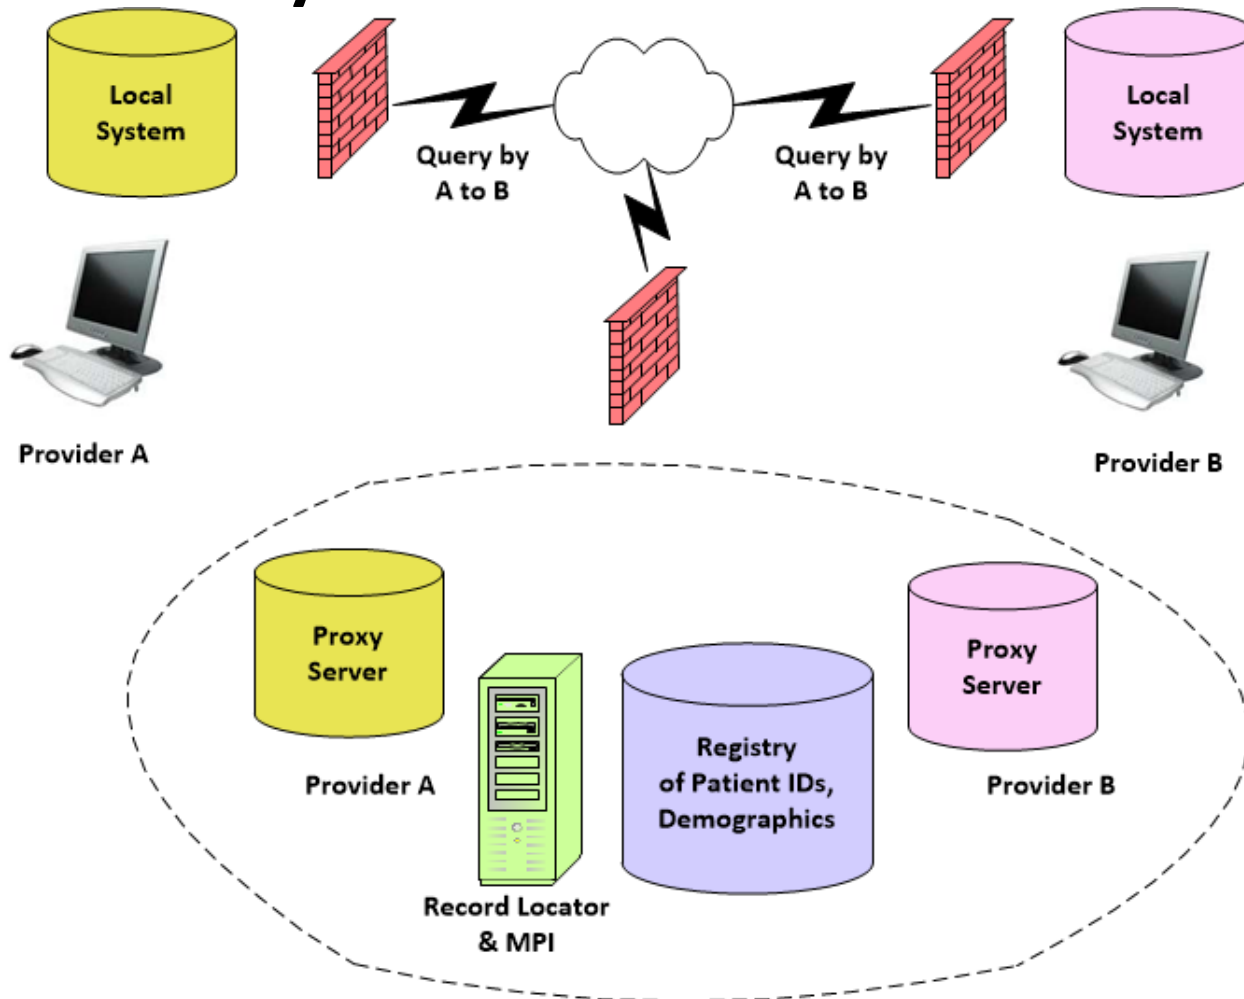 Local
System
Query by
A to B
Query by
A to B
Local
System
Provider A
Provider B
Proxy
Server
Provider A
Record Locator
& MPI
Registry
of Patient IDs,
Demographics
Proxy
Server
Provider B